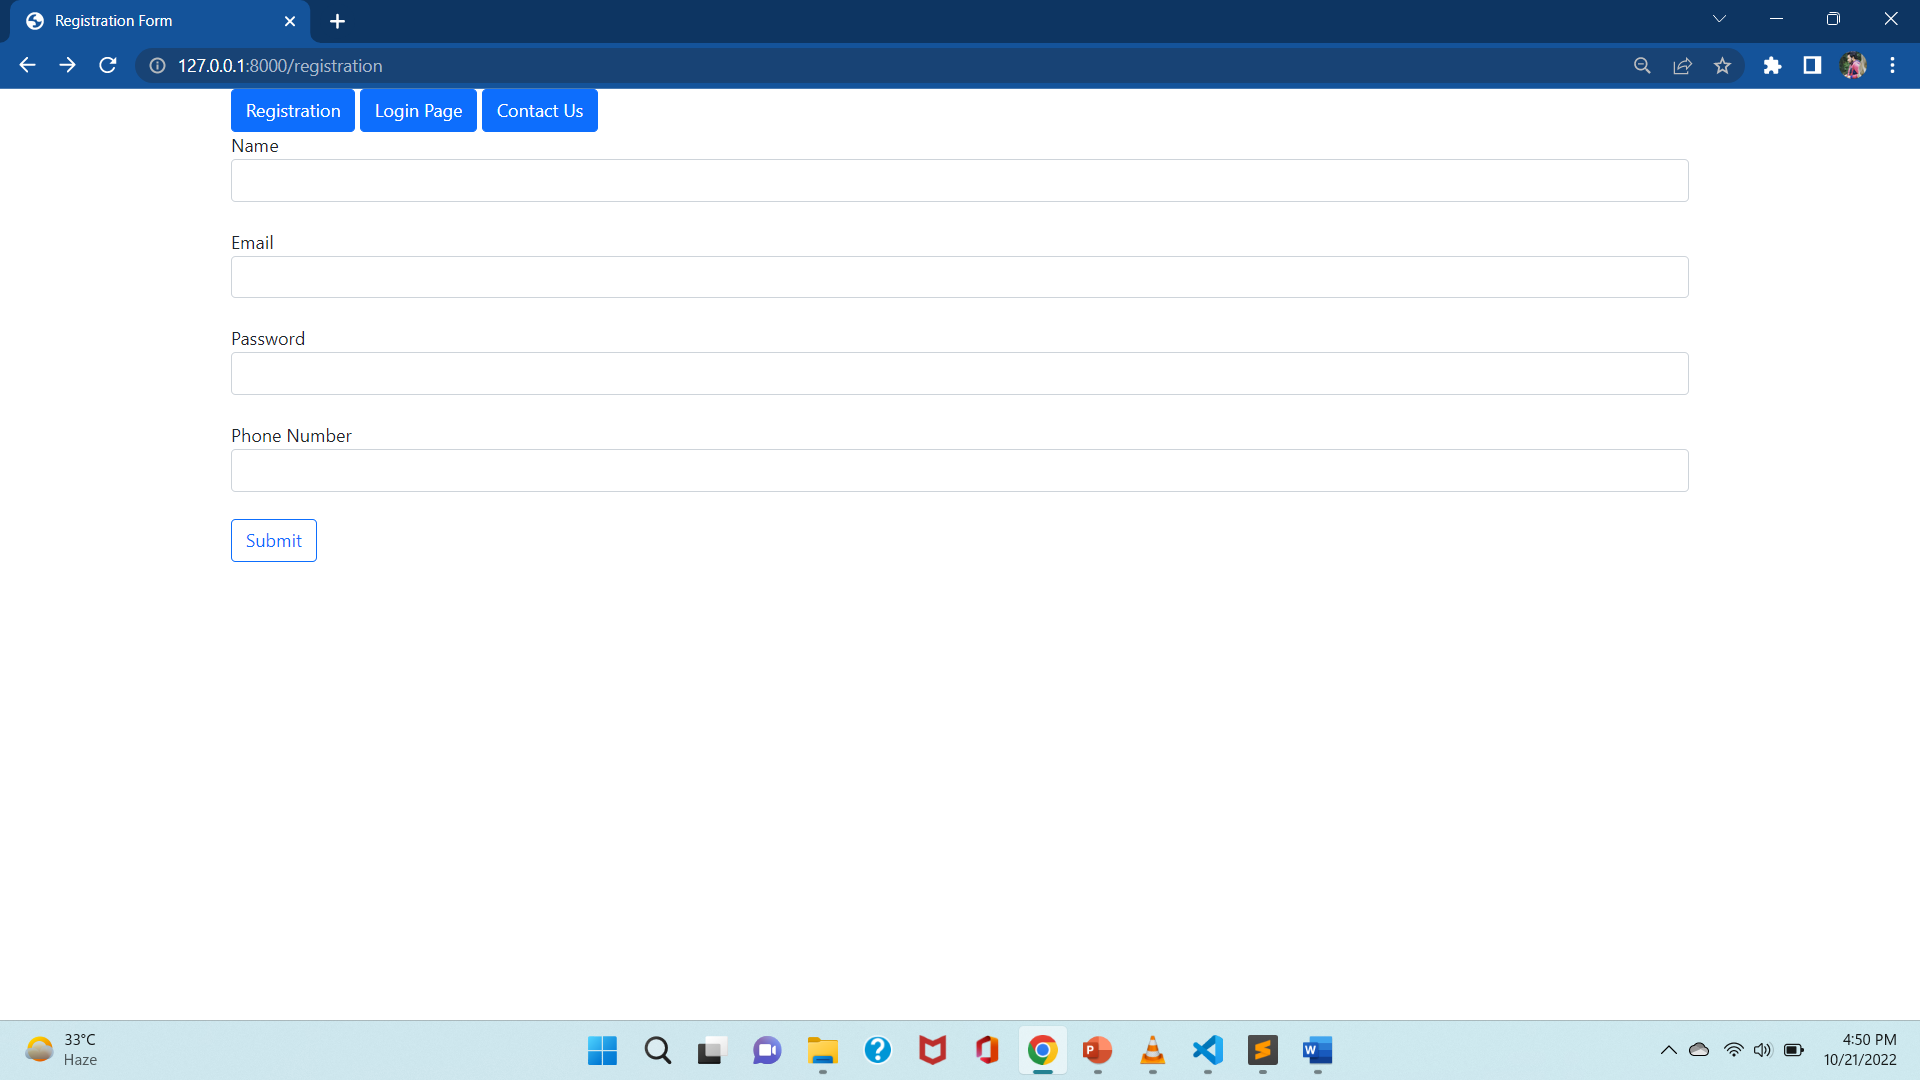 Registration Form
127.0.0.1:8000/registration
Registration Login Page Contact Us
Name
Email
Password
Phone Number
Submit
33°C
Haze
4:50 PM
10/21/2022